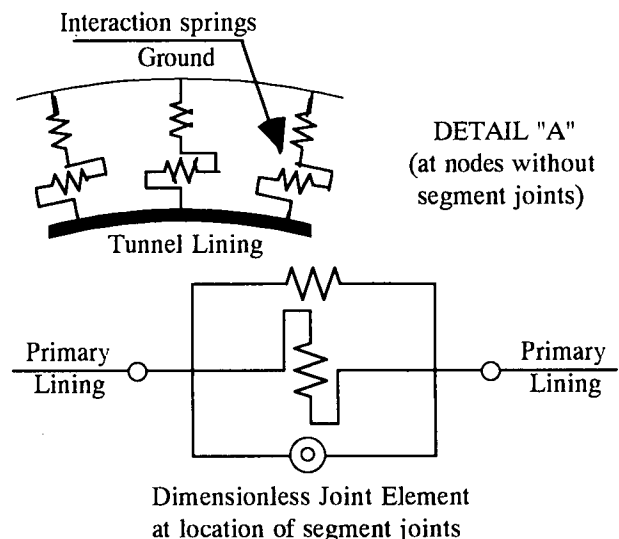 Interaction springs
Ground
DETAIL "A"
(at nodes without
segment joints)
Tunnel Lining
Primary
Lining
Primary
Lining
Dimensionless Joint Element
at location of segment joints